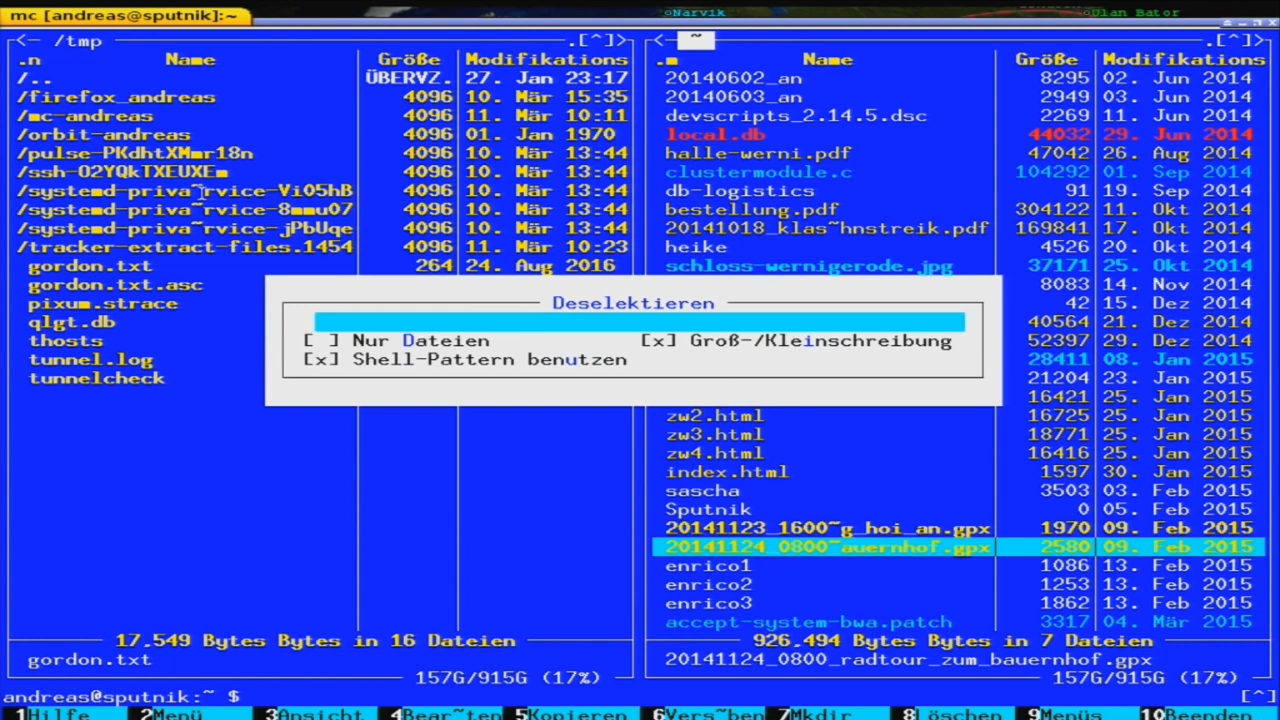 mc [andreas@sputnik]:~
Narvik
Ulan Bator
<─ /tmp
.[^]>
<─ ~
.[^]>
.n Name Größe Modifikations
/.. ÜBERVZ. 27. Jan 23:17
/firefox_andreas 4096 10. Mär 15:35
/mc-andreas 4096 11. Mär 10:11
/orbit-andreas 4096 01. Jan 1970
/pulse-PKdhtXMmr18n 4096 10. Mär 13:44
/ssh-O2YQkTXEUXEm 4096 10. Mär 13:44
/systemd-priva~rvice-Vi05hB 4096 10. Mär 13:44
/systemd-priva~rvice-8mmu07 4096 10. Mär 13:44
/systemd-priva~rvice-jPbUqe 4096 10. Mär 13:44
/tracker-extract-files.1454 4096 11. Mär 10:23
gordon.txt 264 24. Aug 2016
gordon.txt.asc
pixum.strace
qlgt.db
thosts
tunnel.log
tunnelcheck
17,549 Bytes Bytes in 16 Dateien
gordon.txt
157G/915G (17%)
.m Name Größe Modifikations
20140602_an 8295 02. Jun 2014
20140603_an 2949 03. Jun 2014
devscripts_2.14.5.dsc 2269 11. Jun 2014
local.db 44032 29. Jun 2014
halle-werni.pdf 47042 26. Aug 2014
clustermodule.c 104292 01. Sep 2014
db-logistics 91 19. Sep 2014
bestellung.pdf 304122 11. Okt 2014
20141018_klas~hnstreik.pdf 169841 17. Okt 2014
heike 4526 20. Okt 2014
schloss-wernigerode.jpg 37171 25. Okt 2014
8083 14. Nov 2014
42 15. Dez 2014
40564 21. Dez 2014
52397 29. Dez 2014
28411 08. Jan 2015
21204 23. Jan 2015
16421 25. Jan 2015
zw2.html 16725 25. Jan 2015
zw3.html 18771 25. Jan 2015
zw4.html 16416 25. Jan 2015
index.html 1597 30. Jan 2015
sascha 3503 03. Feb 2015
Sputnik 0 05. Feb 2015
20141123_1600~g_hoi_an.gpx 1970 09. Feb 2015
20141124_0800~auernhof.gpx 2580 09. Feb 2015
enrico1 1086 13. Feb 2015
enrico2 1253 13. Feb 2015
enrico3 1862 13. Feb 2015
accept-system-bwa.patch 3317 04. Mär 2015
926,494 Bytes Bytes in 7 Dateien
20141124_0800_radtour_zum_bauernhof.gpx
157G/915G (17%)
Deselektieren
[ ] Nur Dateien [x] Groß-/Kleinschreibung
[x] Shell-Pattern benutzen
andreas@sputnik:~ $
[^]
1Hilfe 2Menü 3Ansicht 4Bear~ten 5Kopieren 6Vers~ben 7Mkdir 8Löschen 9Menüs 10Beenden